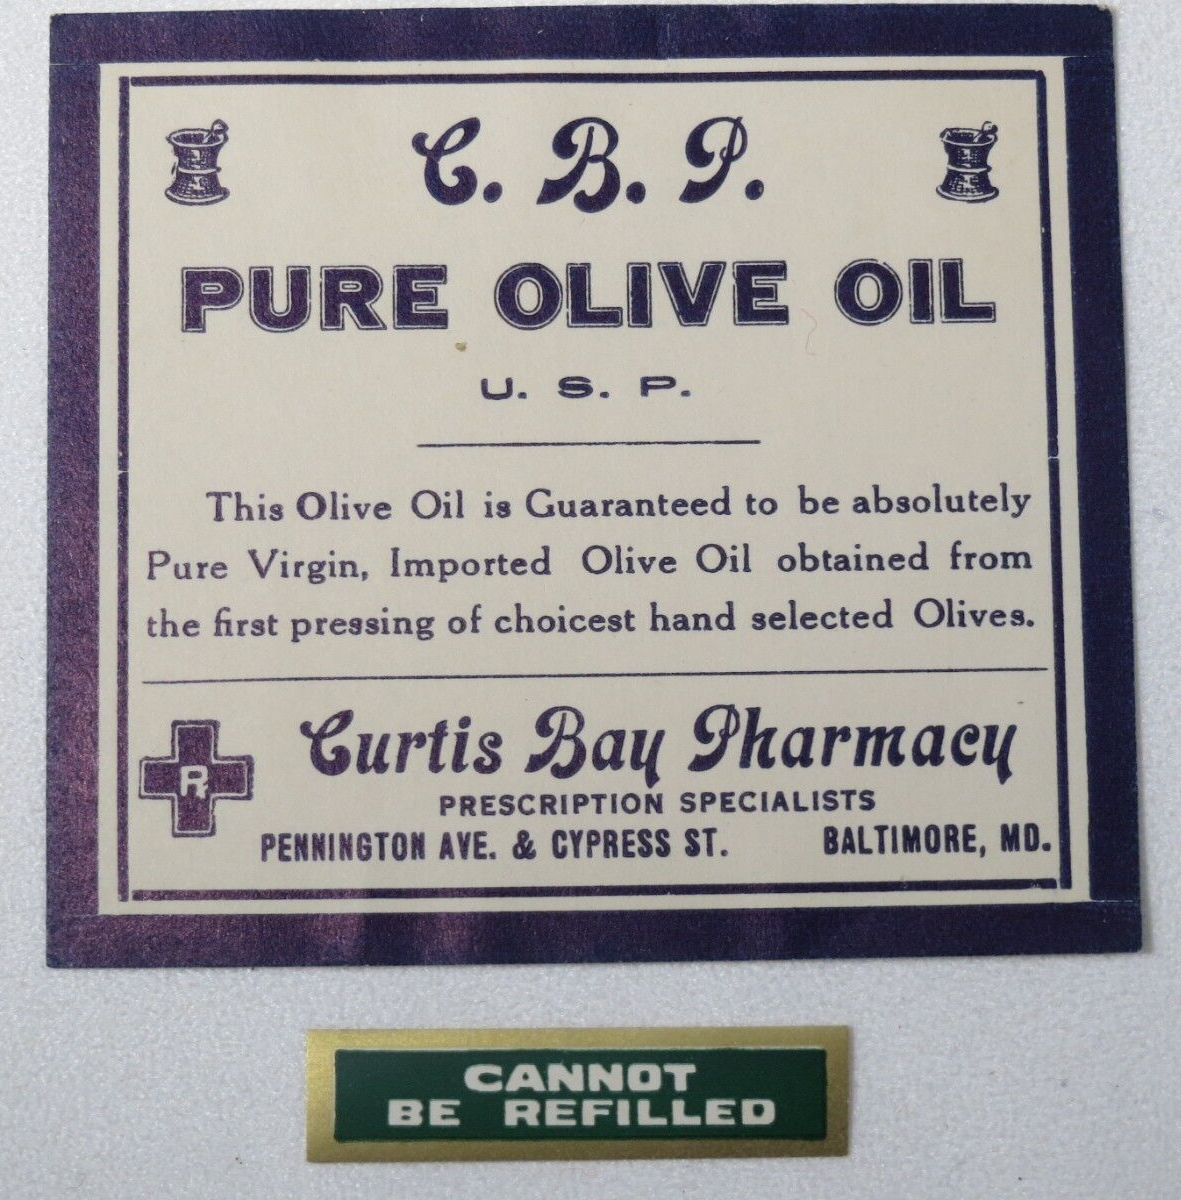 C. B. P.
PURE OLIVE OIL
U. S. P.
This Olive Oil is Guaranteed to be absolutely
Pure Virgin, Imported Olive Oil obtained from
the first pressing of choicest hand selected Olives.
℞
Curtis Bay Pharmacy
PRESCRIPTION SPECIALISTS
PENNINGTON AVE. & CYPRESS ST. BALTIMORE, MD.
CANNOT
BE REFILLED